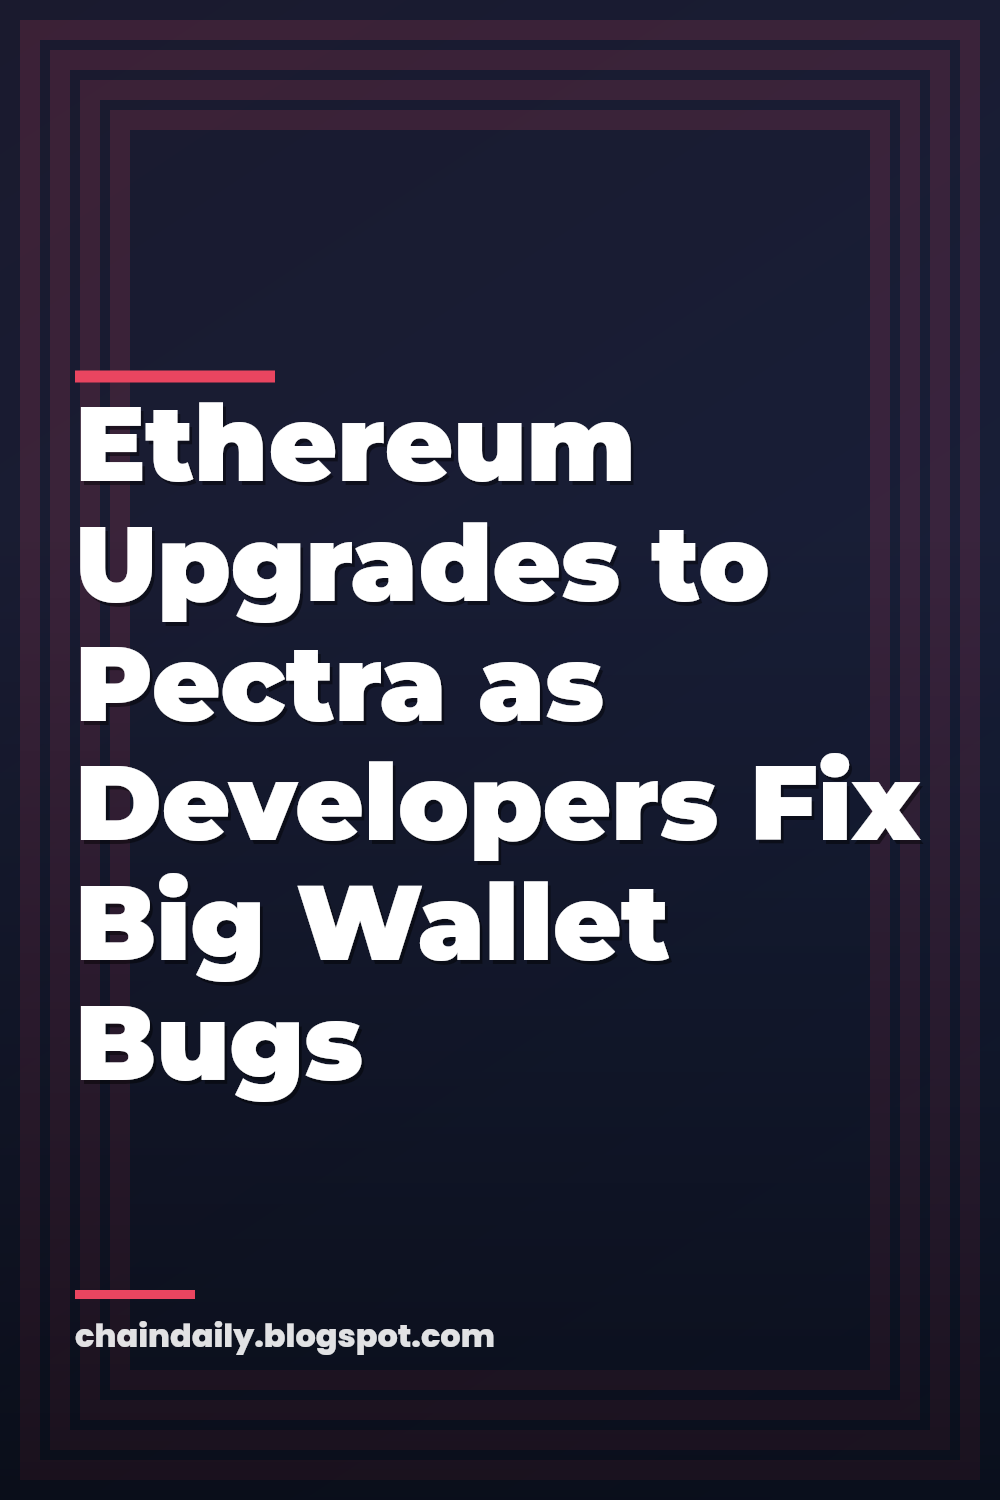 Ethereum
Upgrades to
Pectra as
Developers Fix
Big Wallet
Bugs
chaindaily.blogspot.com